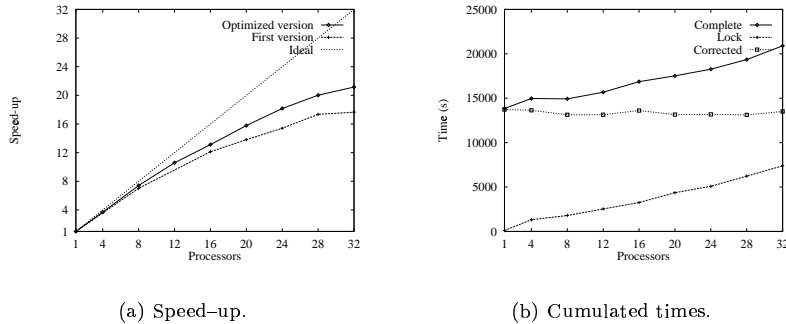 32
28
24
20
16
12
8
4
1
Speed-up
Optimized version
First version
Ideal
1 4 8 12 16 20 24 28 32
Processors
(a) Speed–up.
25000
20000
15000
10000
5000
0
Time (s)
Complete
Lock
Corrected
1 4 8 12 16 20 24 28 32
Processors
(b) Cumulated times.